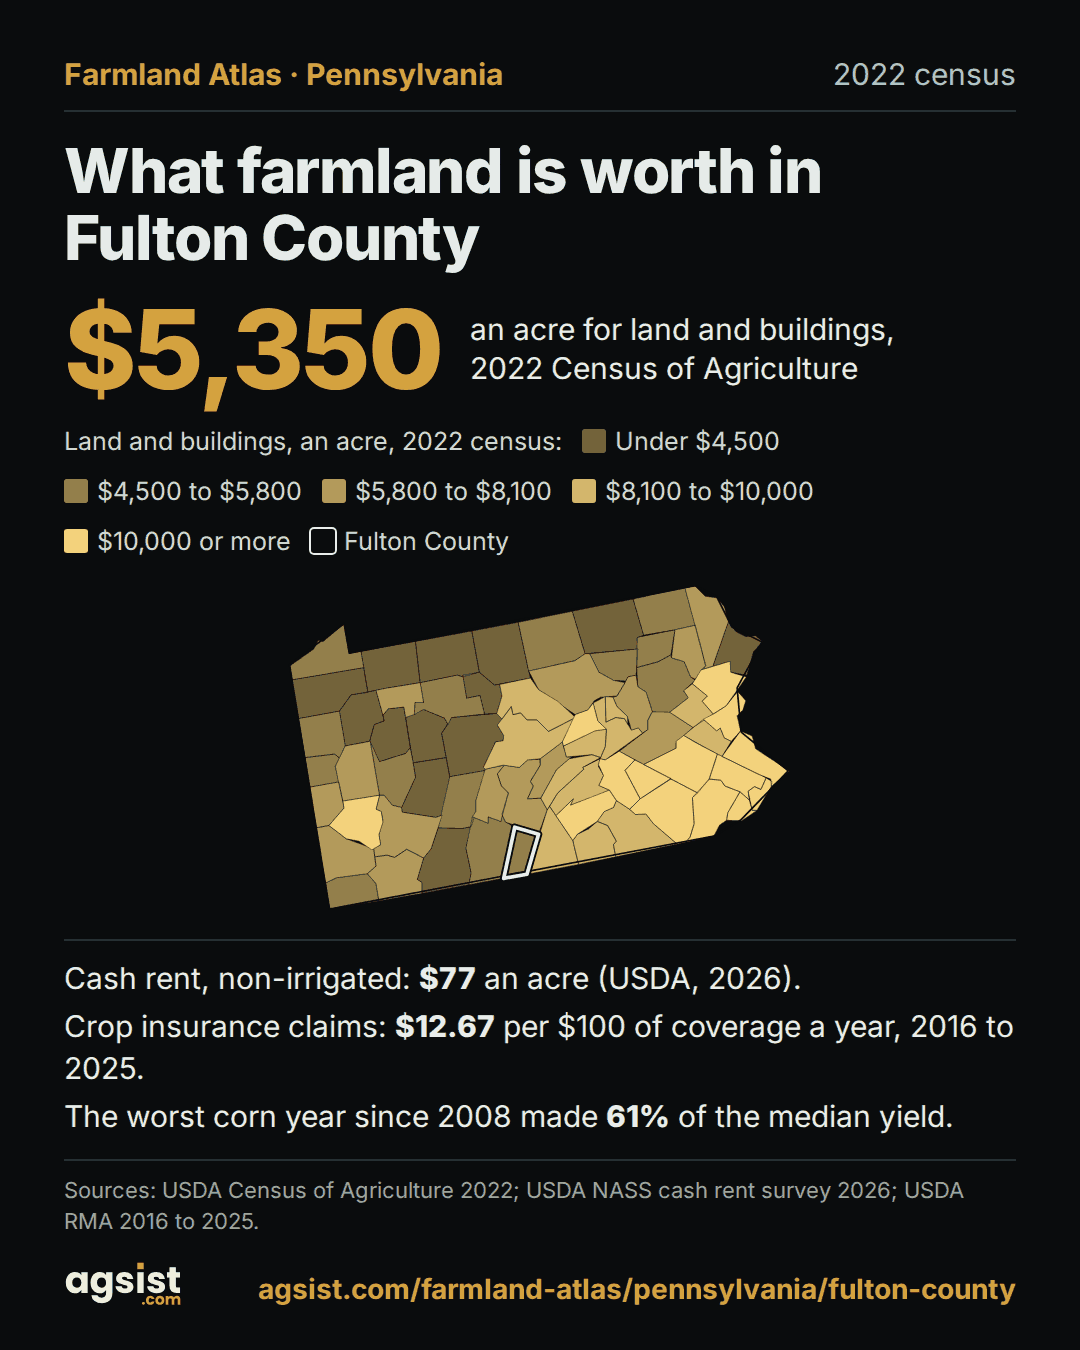 Farmland Atlas · Pennsylvania
2022 census
What farmland is worth in
Fulton County
$5,350
an acre for land and buildings,
2022 Census of Agriculture
Land and buildings, an acre, 2022 census: Under $4,500
$4,500 to $5,800 $5,800 to $8,100 $8,100 to $10,000
$10,000 or more Fulton County
Cash rent, non-irrigated: $77 an acre (USDA, 2026).
Crop insurance claims: $12.67 per $100 of coverage a year, 2016 to
2025.
The worst corn year since 2008 made 61% of the median yield.
Sources: USDA Census of Agriculture 2022; USDA NASS cash rent survey 2026; USDA
RMA 2016 to 2025.
agsist
.com
agsist.com/farmland-atlas/pennsylvania/fulton-county